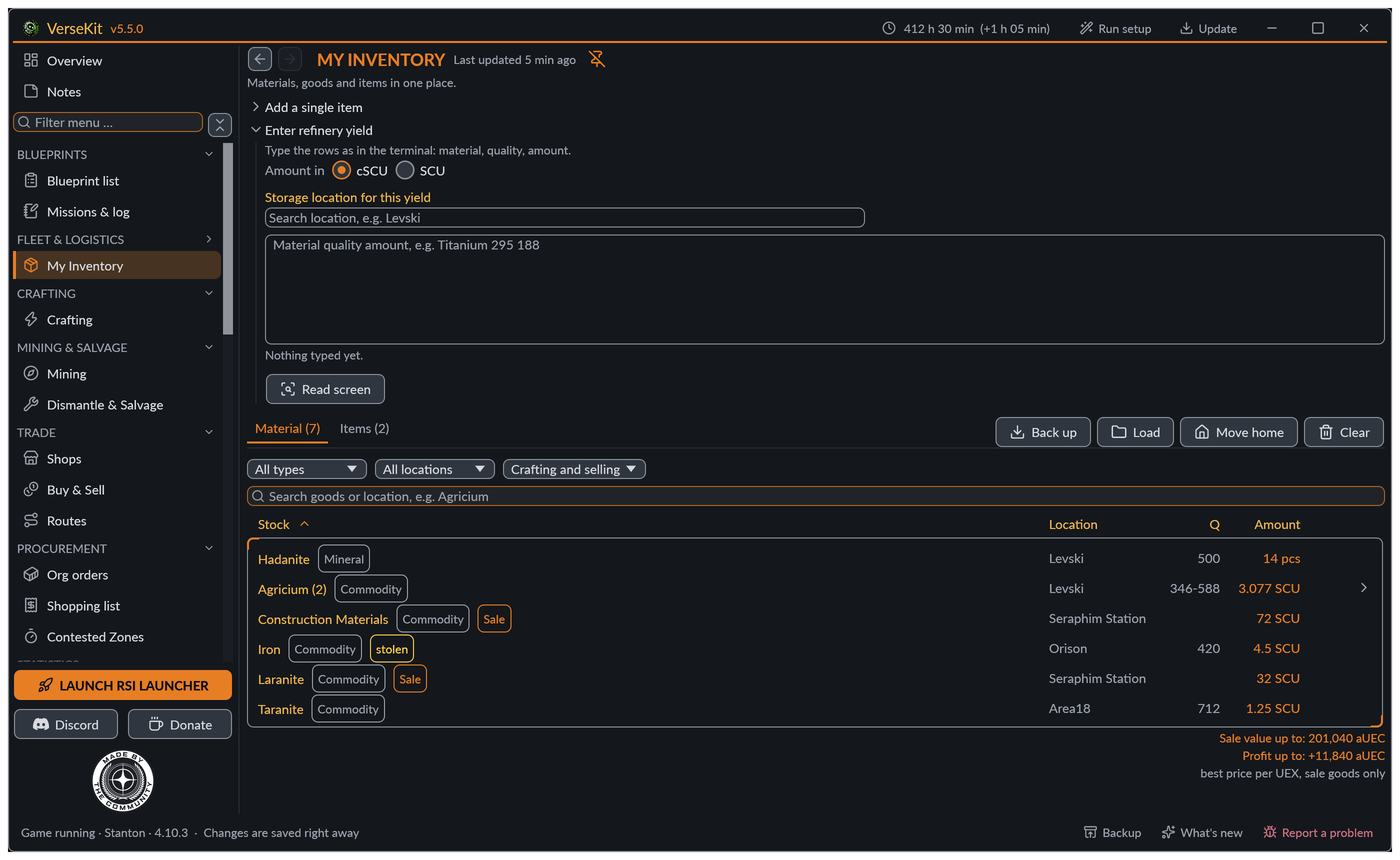 VerseKit v5.5.0
412 h 30 min (+1 h 05 min)
Run setup
Update
Overview
Notes
Filter menu ...
BLUEPRINTS
Blueprint list
Missions & log
FLEET & LOGISTICS
My Inventory
CRAFTING
Crafting
MINING & SALVAGE
Mining
Dismantle & Salvage
TRADE
Shops
Buy & Sell
Routes
PROCUREMENT
Org orders
Shopping list
Contested Zones
LAUNCH RSI LAUNCHER
Discord
Donate
MADE BY
THE COMMUNITY
MY INVENTORY Last updated 5 min ago
Materials, goods and items in one place.
Add a single item
Enter refinery yield
Type the rows as in the terminal: material, quality, amount.
Amount in cSCU SCU
Storage location for this yield
Search location, e.g. Levski
Material quality amount, e.g. Titanium 295 188
Nothing typed yet.
Read screen
Material (7) Items (2)
Back up Load Move home Clear
All types All locations Crafting and selling
Search goods or location, e.g. Agricium
Stock Location Q Amount
Hadanite Mineral Levski 500 14 pcs
Agricium (2) Commodity Levski 346-588 3.077 SCU
Construction Materials Commodity Sale Seraphim Station 72 SCU
Iron Commodity stolen Orison 420 4.5 SCU
Laranite Commodity Sale Seraphim Station 32 SCU
Taranite Commodity Area18 712 1.25 SCU
Sale value up to: 201,040 aUEC
Profit up to: +11,840 aUEC
best price per UEX, sale goods only
Game running · Stanton · 4.10.3 · Changes are saved right away
Backup What's new Report a problem